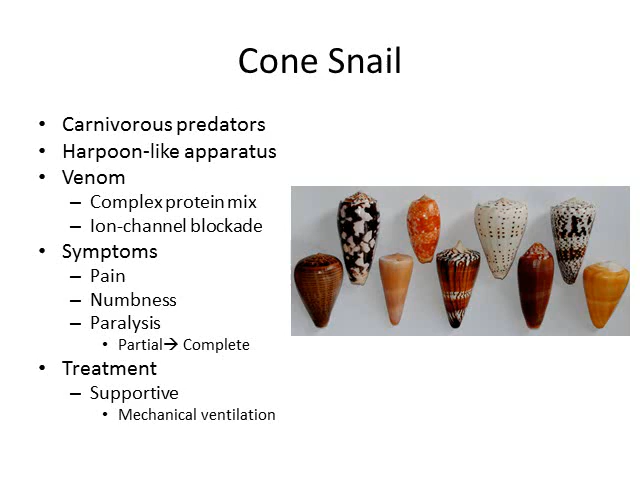 Cone Snail
• Carnivorous predators
• Harpoon-like apparatus
• Venom
– Complex protein mix
– Ion-channel blockade
• Symptoms
– Pain
– Numbness
– Paralysis
• Partial→ Complete
• Treatment
– Supportive
• Mechanical ventilation